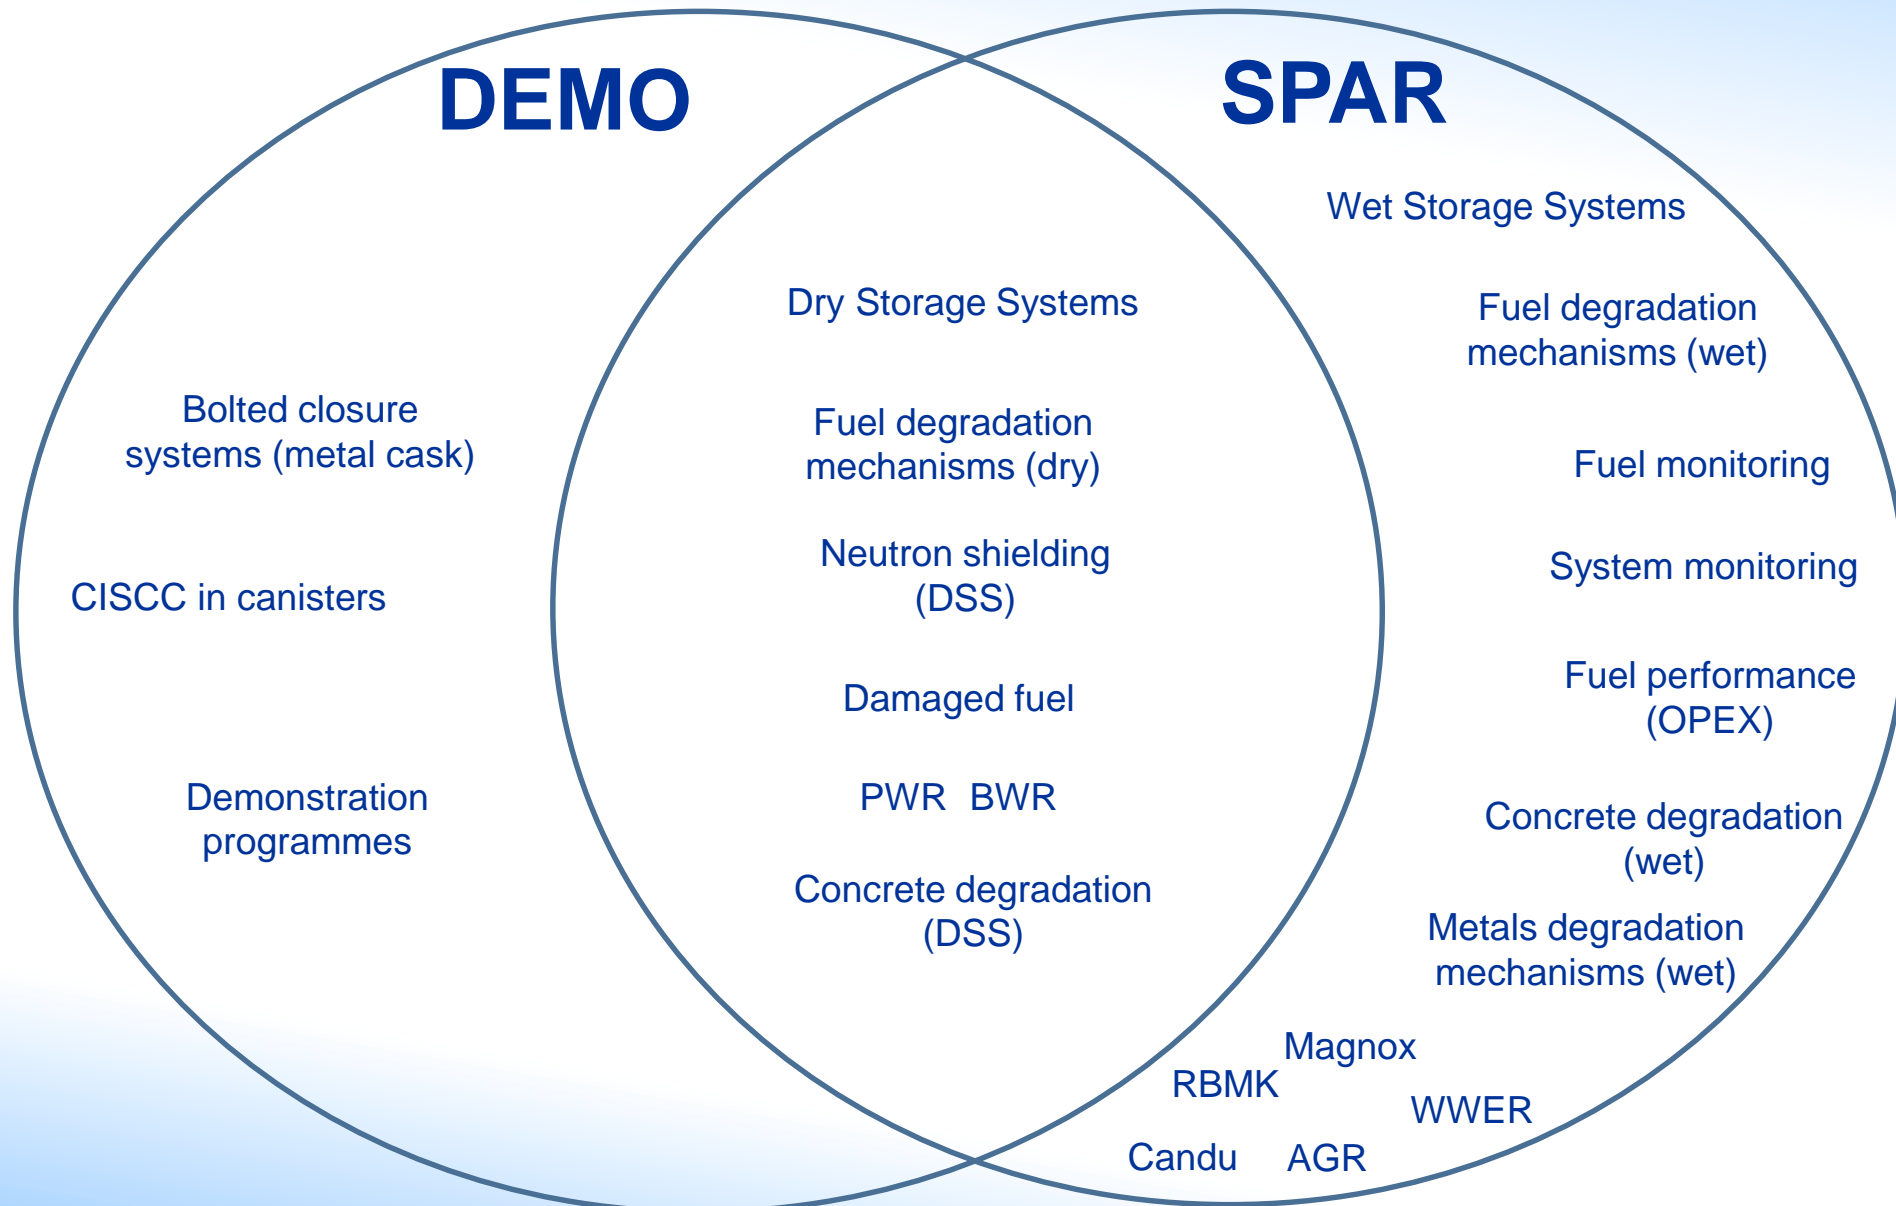 DEMO
SPAR
Bolted closure
systems (metal cask)
CISCC in canisters
Demonstration
programmes
Dry Storage Systems
Fuel degradation
mechanisms (dry)
Neutron shielding
(DSS)
Damaged fuel
PWR BWR
Concrete degradation
(DSS)
Wet Storage Systems
Fuel degradation
mechanisms (wet)
Fuel monitoring
System monitoring
Fuel performance
(OPEX)
Concrete degradation
(wet)
Metals degradation
mechanisms (wet)
Magnox
RBMK
WWER
Candu
AGR